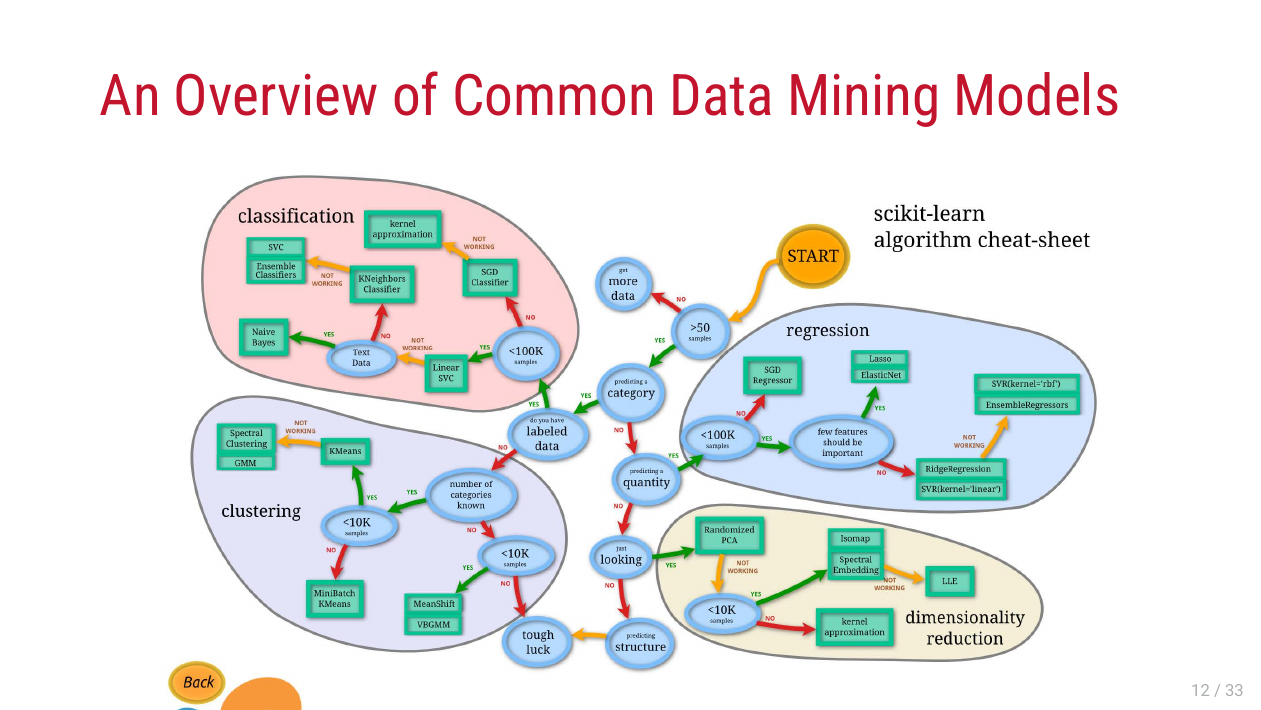 An Overview of Common Data Mining Models
scikit-learn
algorithm cheat-sheet
START
get
more
data
NO
>50
samples
YES
predicting a
category
YES
NO
do you have
labeled
data
YES
NO
predicting a
quantity
YES
NO
just
looking
YES
NO
predicting
structure
tough
luck
classification
kernel
approximation
NOT
WORKING
SGD
Classifier
NO
<100K
samples
YES
Linear
SVC
NOT
WORKING
Text
Data
YES
NO
Naive
Bayes
KNeighbors
Classifier
NOT
WORKING
SVC
Ensemble
Classifiers
clustering
number of
categories
known
YES
NO
<10K
samples
YES
NO
KMeans
NOT
WORKING
Spectral
Clustering
GMM
MiniBatch
KMeans
<10K
samples
YES
NO
MeanShift
VBGMM
regression
<100K
samples
NO
YES
SGD
Regressor
few features
should be
important
YES
NO
Lasso
ElasticNet
RidgeRegression
SVR(kernel='linear')
NOT
WORKING
SVR(kernel='rbf')
EnsembleRegressors
dimensionality
reduction
Randomized
PCA
NOT
WORKING
<10K
samples
YES
NO
Isomap
Spectral
Embedding
NOT
WORKING
LLE
kernel
approximation
Back
12 / 33